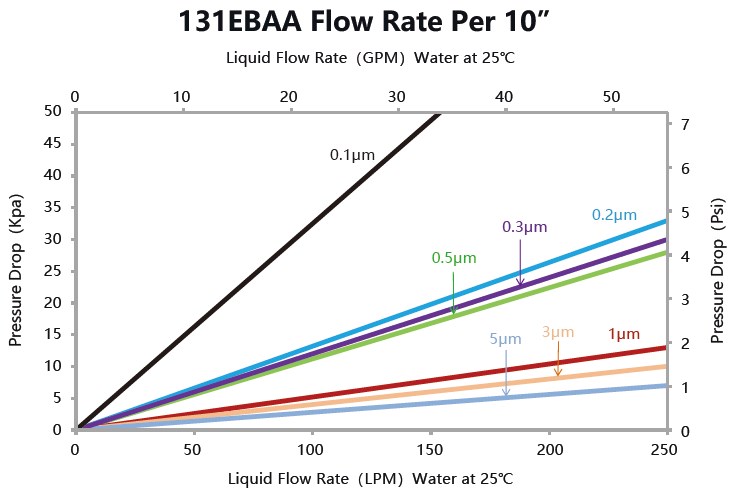 131EBAA Flow Rate Per 10”
Liquid Flow Rate（GPM）Water at 25℃
0 10 20 30 40 50
50 45 40 35 30 25 20 15 10 5 0
Pressure Drop（Kpa）
7 6 5 4 3 2 1 0
Pressure Drop（Psi）
0.1μm
0.2μm
0.3μm
0.5μm
5μm
3μm
1μm
0 50 100 150 200 250
Liquid Flow Rate（LPM）Water at 25℃